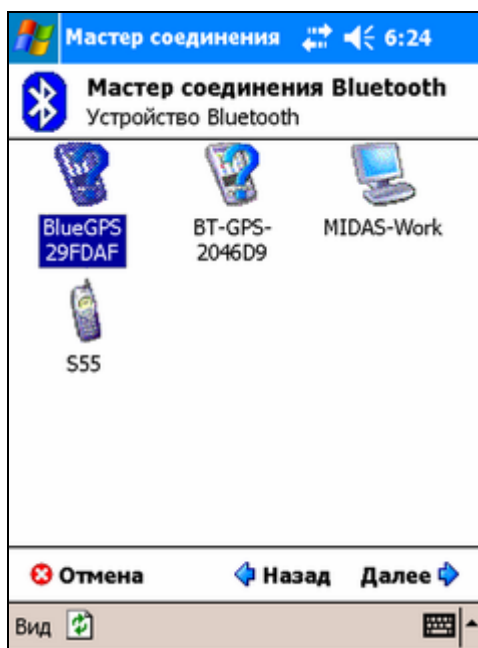 Мастер соединения 6:24
Мастер соединения Bluetooth
Устройство Bluetooth
BlueGPS 29FDAF
BT-GPS-2046D9
MIDAS-Work
S55
Отмена Назад Далее
Вид